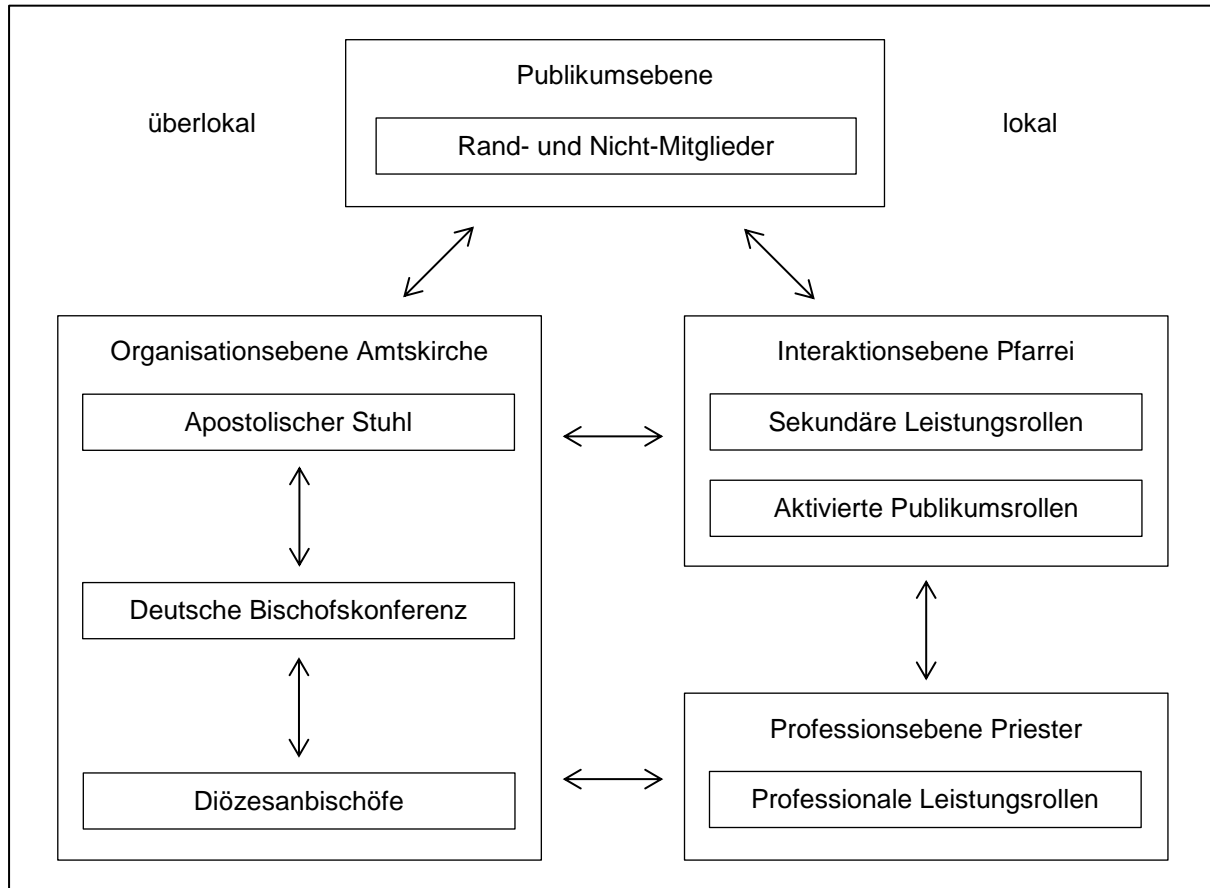 Publikumsebene
überlokal
lokal
Rand- und Nicht-Mitglieder
Organisationsebene Amtskirche
Apostolischer Stuhl
Deutsche Bischofskonferenz
Diözesanbischöfe
Interaktionsebene Pfarrei
Sekundäre Leistungsrollen
Aktivierte Publikumsrollen
Professionsebene Priester
Professionale Leistungsrollen